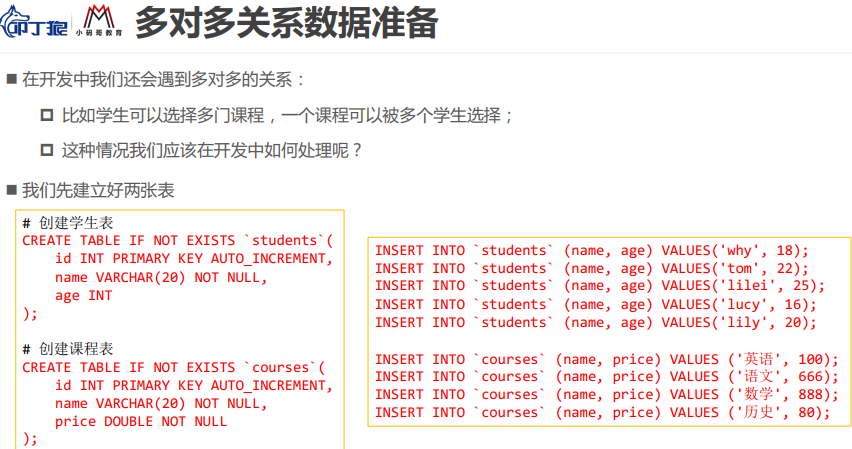 叩丁狼
小码哥教育
多对多关系数据准备
在开发中我们还会遇到多对多的关系：
比如学生可以选择多门课程，一个课程可以被多个学生选择；
这种情况我们应该在开发中如何处理呢？
我们先建立好两张表
# 创建学生表
CREATE TABLE IF NOT EXISTS `students`(
    id INT PRIMARY KEY AUTO_INCREMENT,
    name VARCHAR(20) NOT NULL,
    age INT
);
# 创建课程表
CREATE TABLE IF NOT EXISTS `courses`(
    id INT PRIMARY KEY AUTO_INCREMENT,
    name VARCHAR(20) NOT NULL,
    price DOUBLE NOT NULL
);
INSERT INTO `students` (name, age) VALUES('why', 18);
INSERT INTO `students` (name, age) VALUES('tom', 22);
INSERT INTO `students` (name, age) VALUES('lilei', 25);
INSERT INTO `students` (name, age) VALUES('lucy', 16);
INSERT INTO `students` (name, age) VALUES('lily', 20);
INSERT INTO `courses` (name, price) VALUES ('英语', 100);
INSERT INTO `courses` (name, price) VALUES ('语文', 666);
INSERT INTO `courses` (name, price) VALUES ('数学', 888);
INSERT INTO `courses` (name, price) VALUES ('历史', 80);